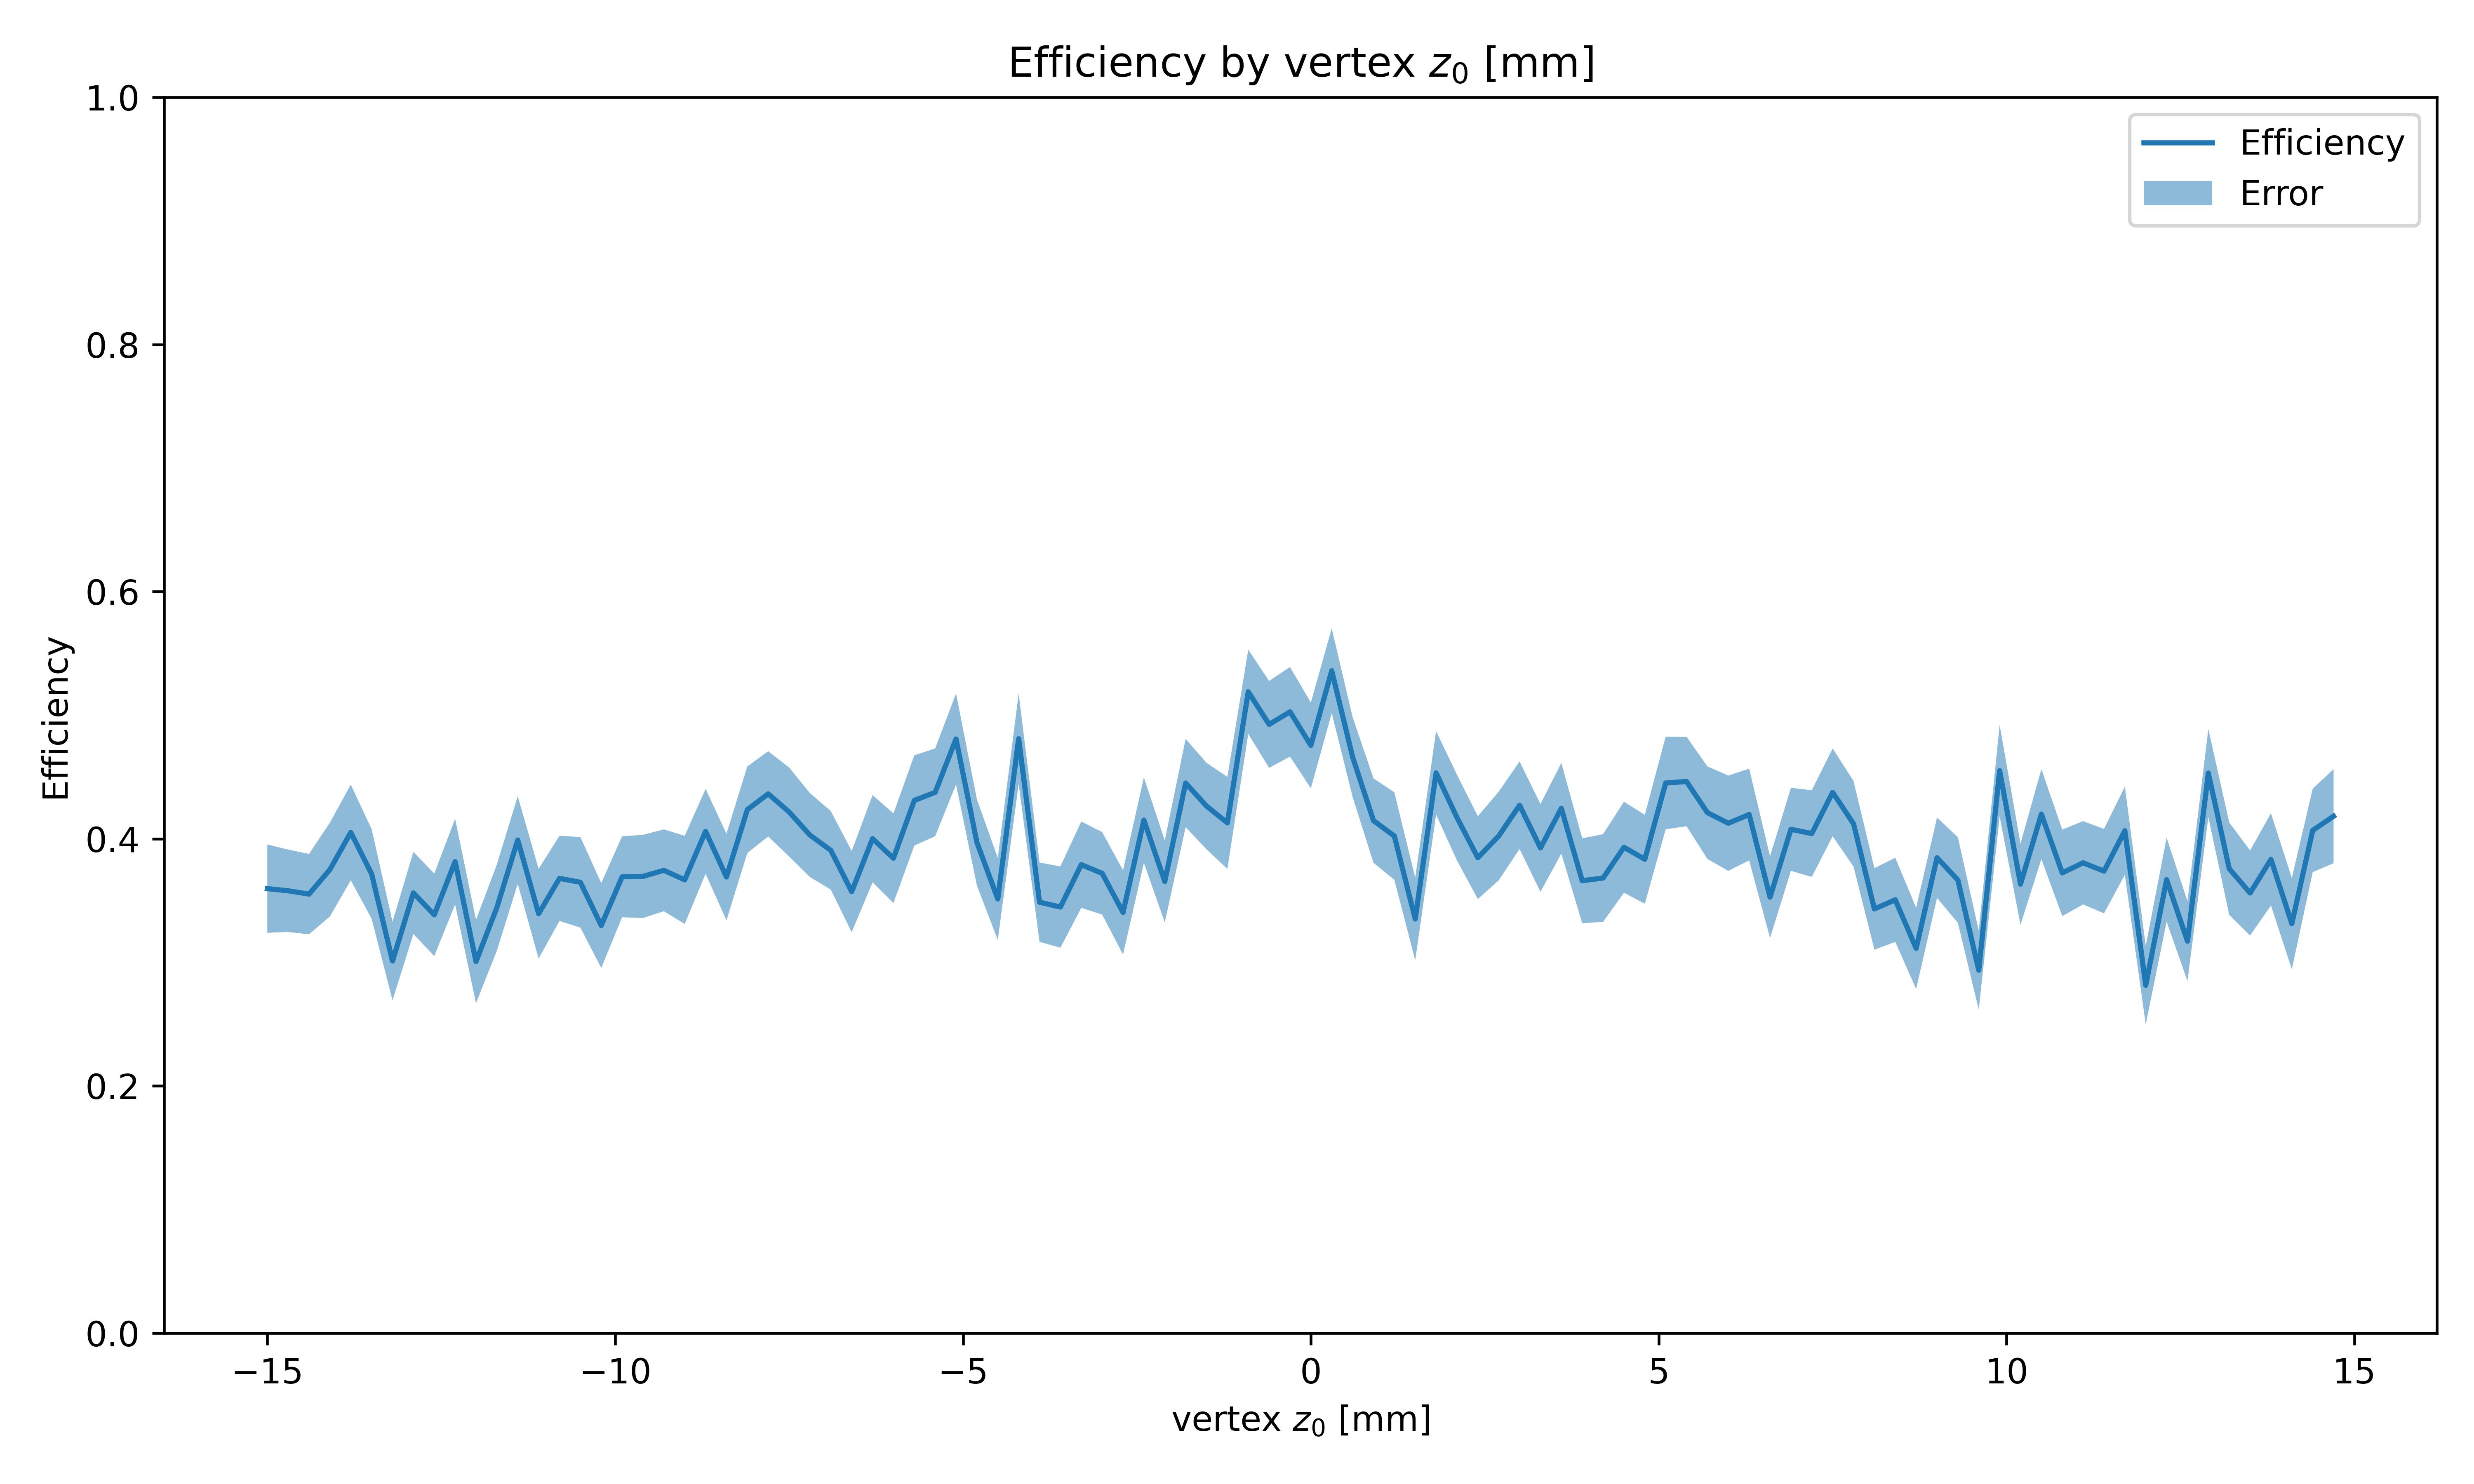 Efficiency by vertex z₀ [mm]
Efficiency
Error
1.0
0.8
0.6
0.4
0.2
0.0
Efficiency
−15 −10 −5 0 5 10 15
vertex z₀ [mm]